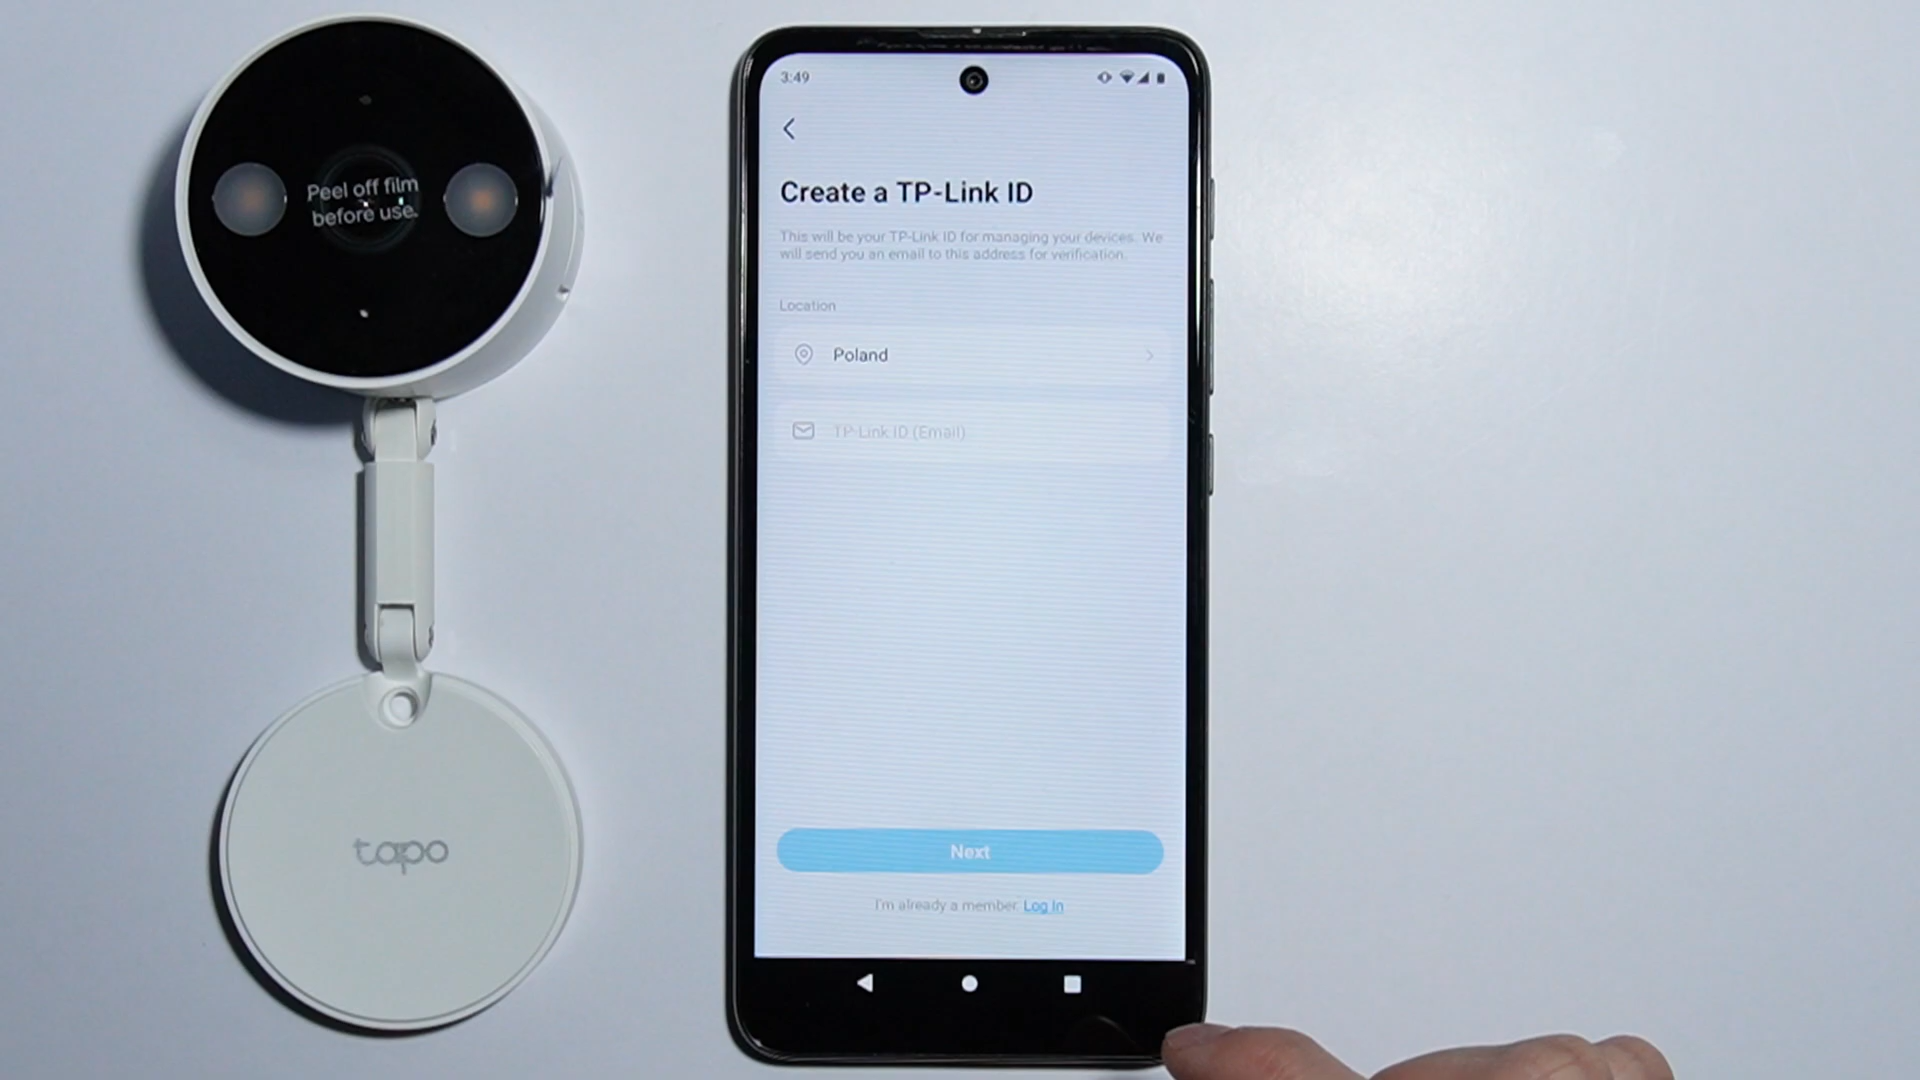 Peel off film
before use.
tapo
3:49
Create a TP-Link ID
This will be your TP-Link ID for managing your devices. We
will send you an email to this address for verification.
Location
Poland
TP-Link ID (Email)
Next
I'm already a member. Log In